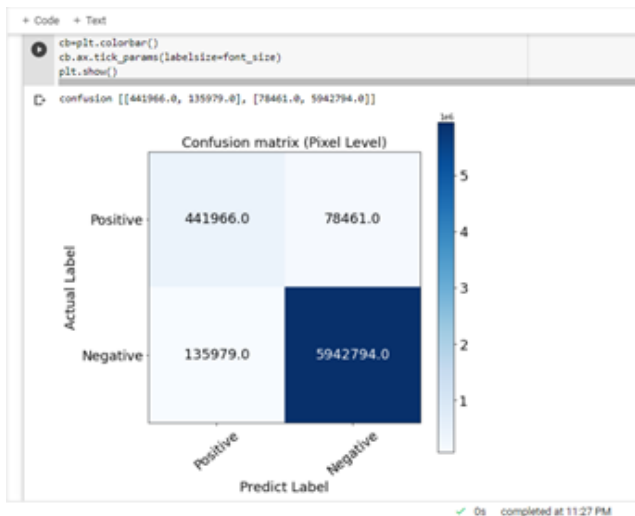 + Code + Text
cb=plt.colorbar()
cb.ax.tick_params(labelsize=font_size)
plt.show()
confusion [[441966.0, 135979.0], [78461.0, 5942794.0]]
1e6
Confusion matrix (Pixel Level)
5
Positive 441966.0 78461.0
4
3
Actual Label
2
Negative 135979.0 5942794.0
1
Positive Negative
Predict Label
0s completed at 11:27 PM